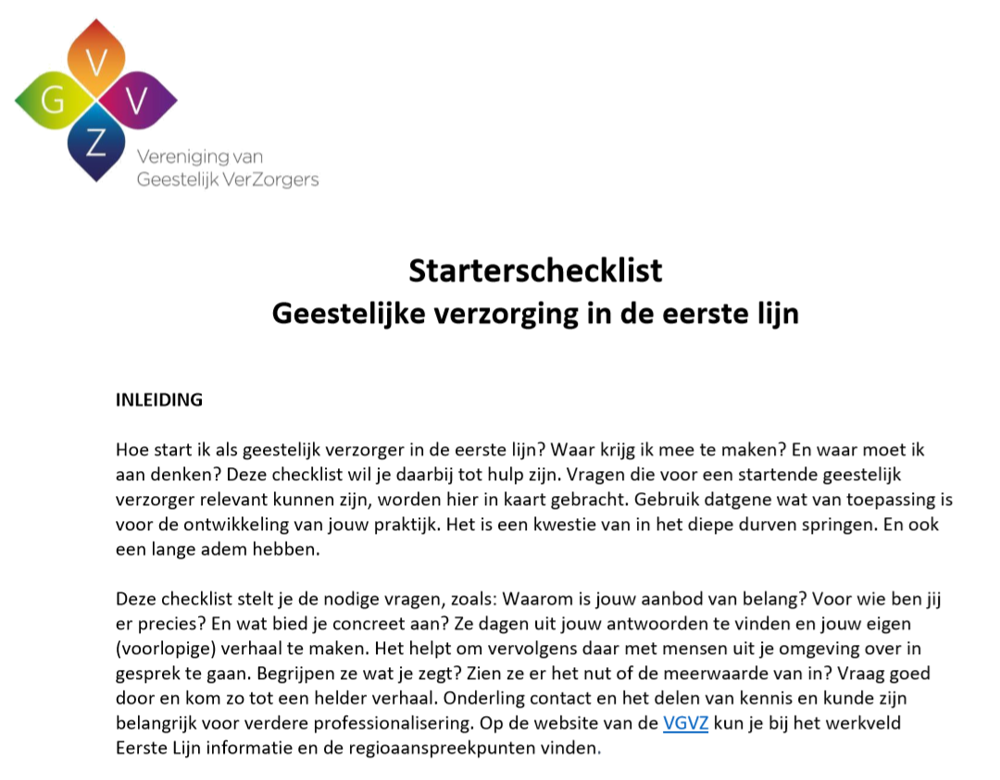 V
G V
Z
Vereniging van
Geestelijk VerZorgers
Starterschecklist
Geestelijke verzorging in de eerste lijn
INLEIDING
Hoe start ik als geestelijk verzorger in de eerste lijn? Waar krijg ik mee te maken? En waar moet ik
aan denken? Deze checklist wil je daarbij tot hulp zijn. Vragen die voor een startende geestelijk
verzorger relevant kunnen zijn, worden hier in kaart gebracht. Gebruik datgene wat van toepassing is
voor de ontwikkeling van jouw praktijk. Het is een kwestie van in het diepe durven springen. En ook
een lange adem hebben.
Deze checklist stelt je de nodige vragen, zoals: Waarom is jouw aanbod van belang? Voor wie ben jij
er precies? En wat bied je concreet aan? Ze dagen uit jouw antwoorden te vinden en jouw eigen
(voorlopige) verhaal te maken. Het helpt om vervolgens daar met mensen uit je omgeving over in
gesprek te gaan. Begrijpen ze wat je zegt? Zien ze er het nut of de meerwaarde van in? Vraag goed
door en kom zo tot een helder verhaal. Onderling contact en het delen van kennis en kunde zijn
belangrijk voor verdere professionalisering. Op de website van de VGVZ kun je bij het werkveld
Eerste Lijn informatie en de regioaanspreekpunten vinden.